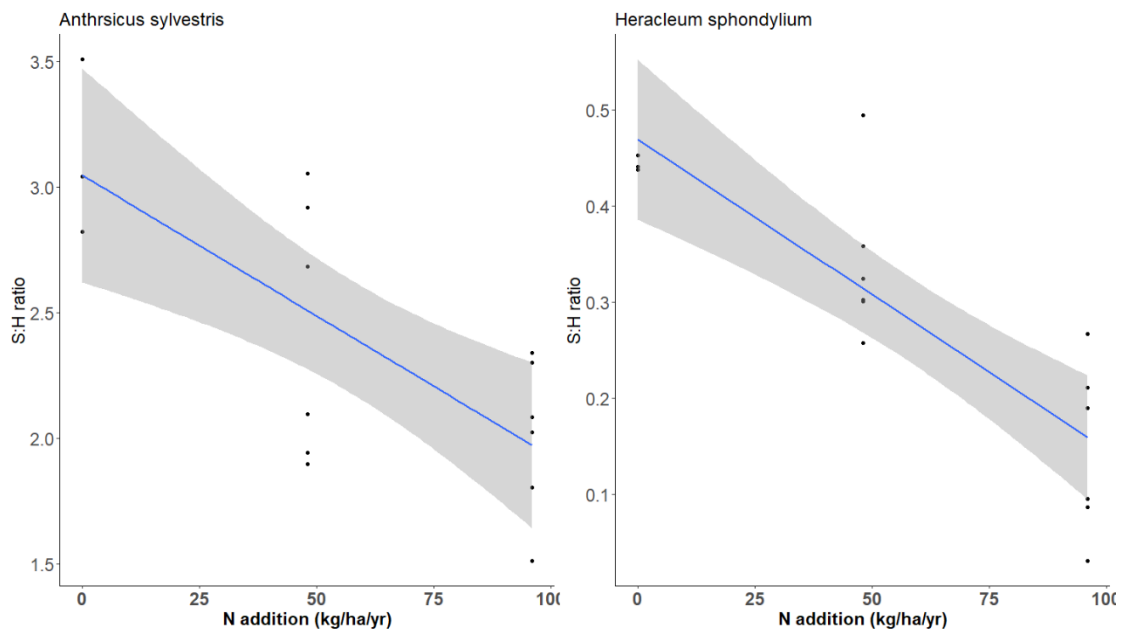 Anthrsicus sylvestris
3.5
3.0
2.5
2.0
1.5
S:H ratio
0 25 50 75 100
N addition (kg/ha/yr)
Heracleum sphondylium
0.5
0.4
0.3
0.2
0.1
S:H ratio
0 25 50 75 100
N addition (kg/ha/yr)